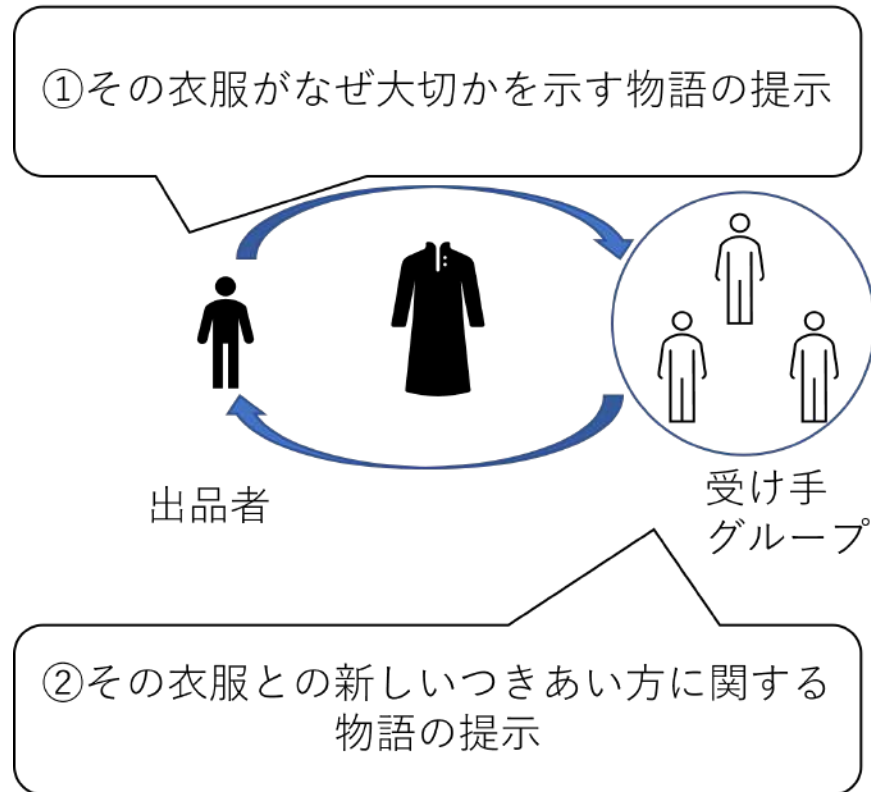 ①その衣服がなぜ大切かを示す物語の提示
出品者
受け手
グループ
②その衣服との新しいつきあい方に関する
物語の提示